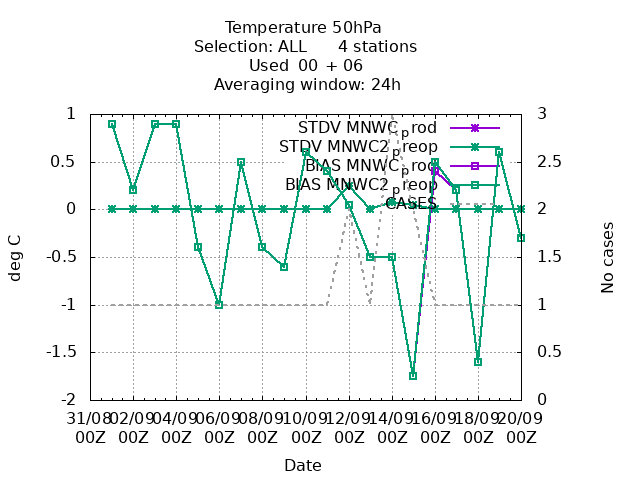 Temperature 50hPa
Selection: ALL 4 stations
Used 00 + 06
Averaging window: 24h
STDV MNWC_prod
STDV MNWC2_preop
BIAS MNWC_prod
BIAS MNWC2_preop
CASES
1
0.5
0
-0.5
-1
-1.5
-2
3
2.5
2
1.5
1
0.5
0
deg C
No cases
31/08 02/09 04/09 06/09 08/09 10/09 12/09 14/09 16/09 18/09 20/09
00Z 00Z 00Z 00Z 00Z 00Z 00Z 00Z 00Z 00Z 00Z
Date